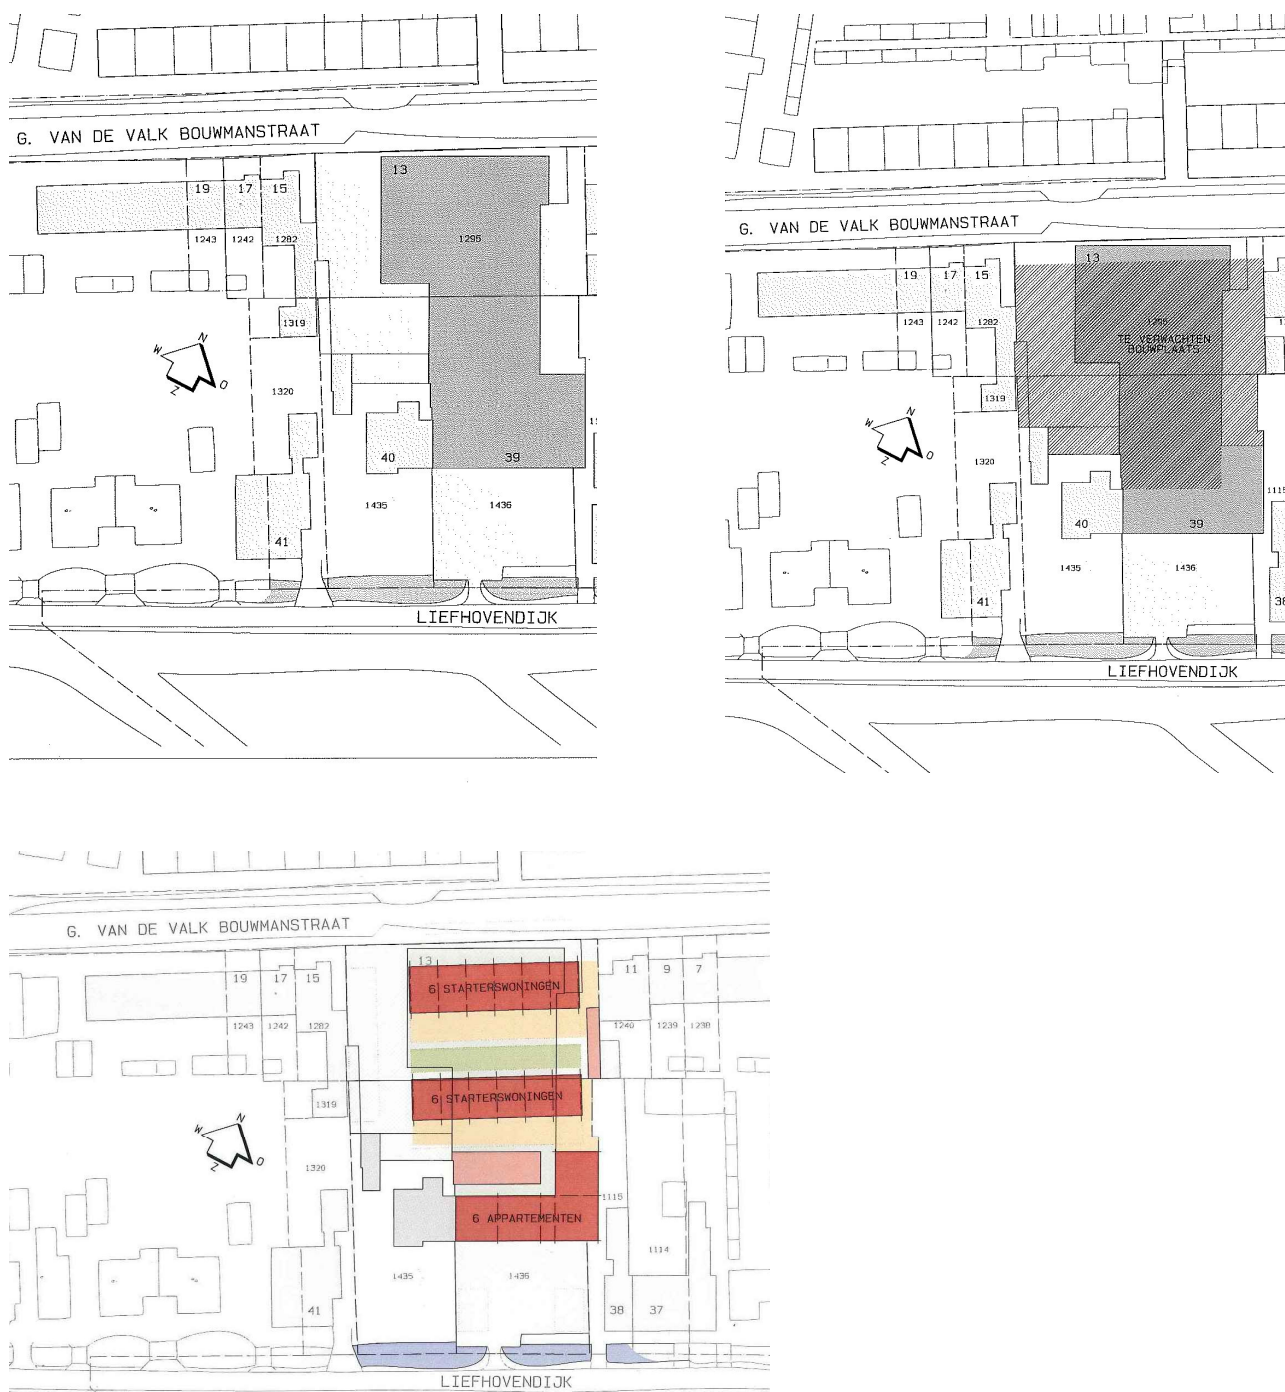 G. VAN DE VALK BOUWMANSTRAAT
13
19 17 15
1243 1242 1282
1295
1319
N
W
Z O
1320
40 39
1435 1436
41
LIEFHOVENDIJK
G. VAN DE VALK BOUWMANSTRAAT
13
19 17 15
1243 1242 1282
TE VERWACHTEN
BOUWPLAATS
1319
N
W
Z O
1320
1115
40 39
1435 1436
41 38
LIEFHOVENDIJK
G. VAN DE VALK BOUWMANSTRAAT
13
19 17 15
11 9 7
6 STARTERSWONINGEN
1243 1242 1282
1240 1239 1238
6 STARTERSWONINGEN
1319
N
W
Z O
1320
1115
6 APPARTEMENTEN
1114
1435 1436
41
38 37
LIEFHOVENDIJK